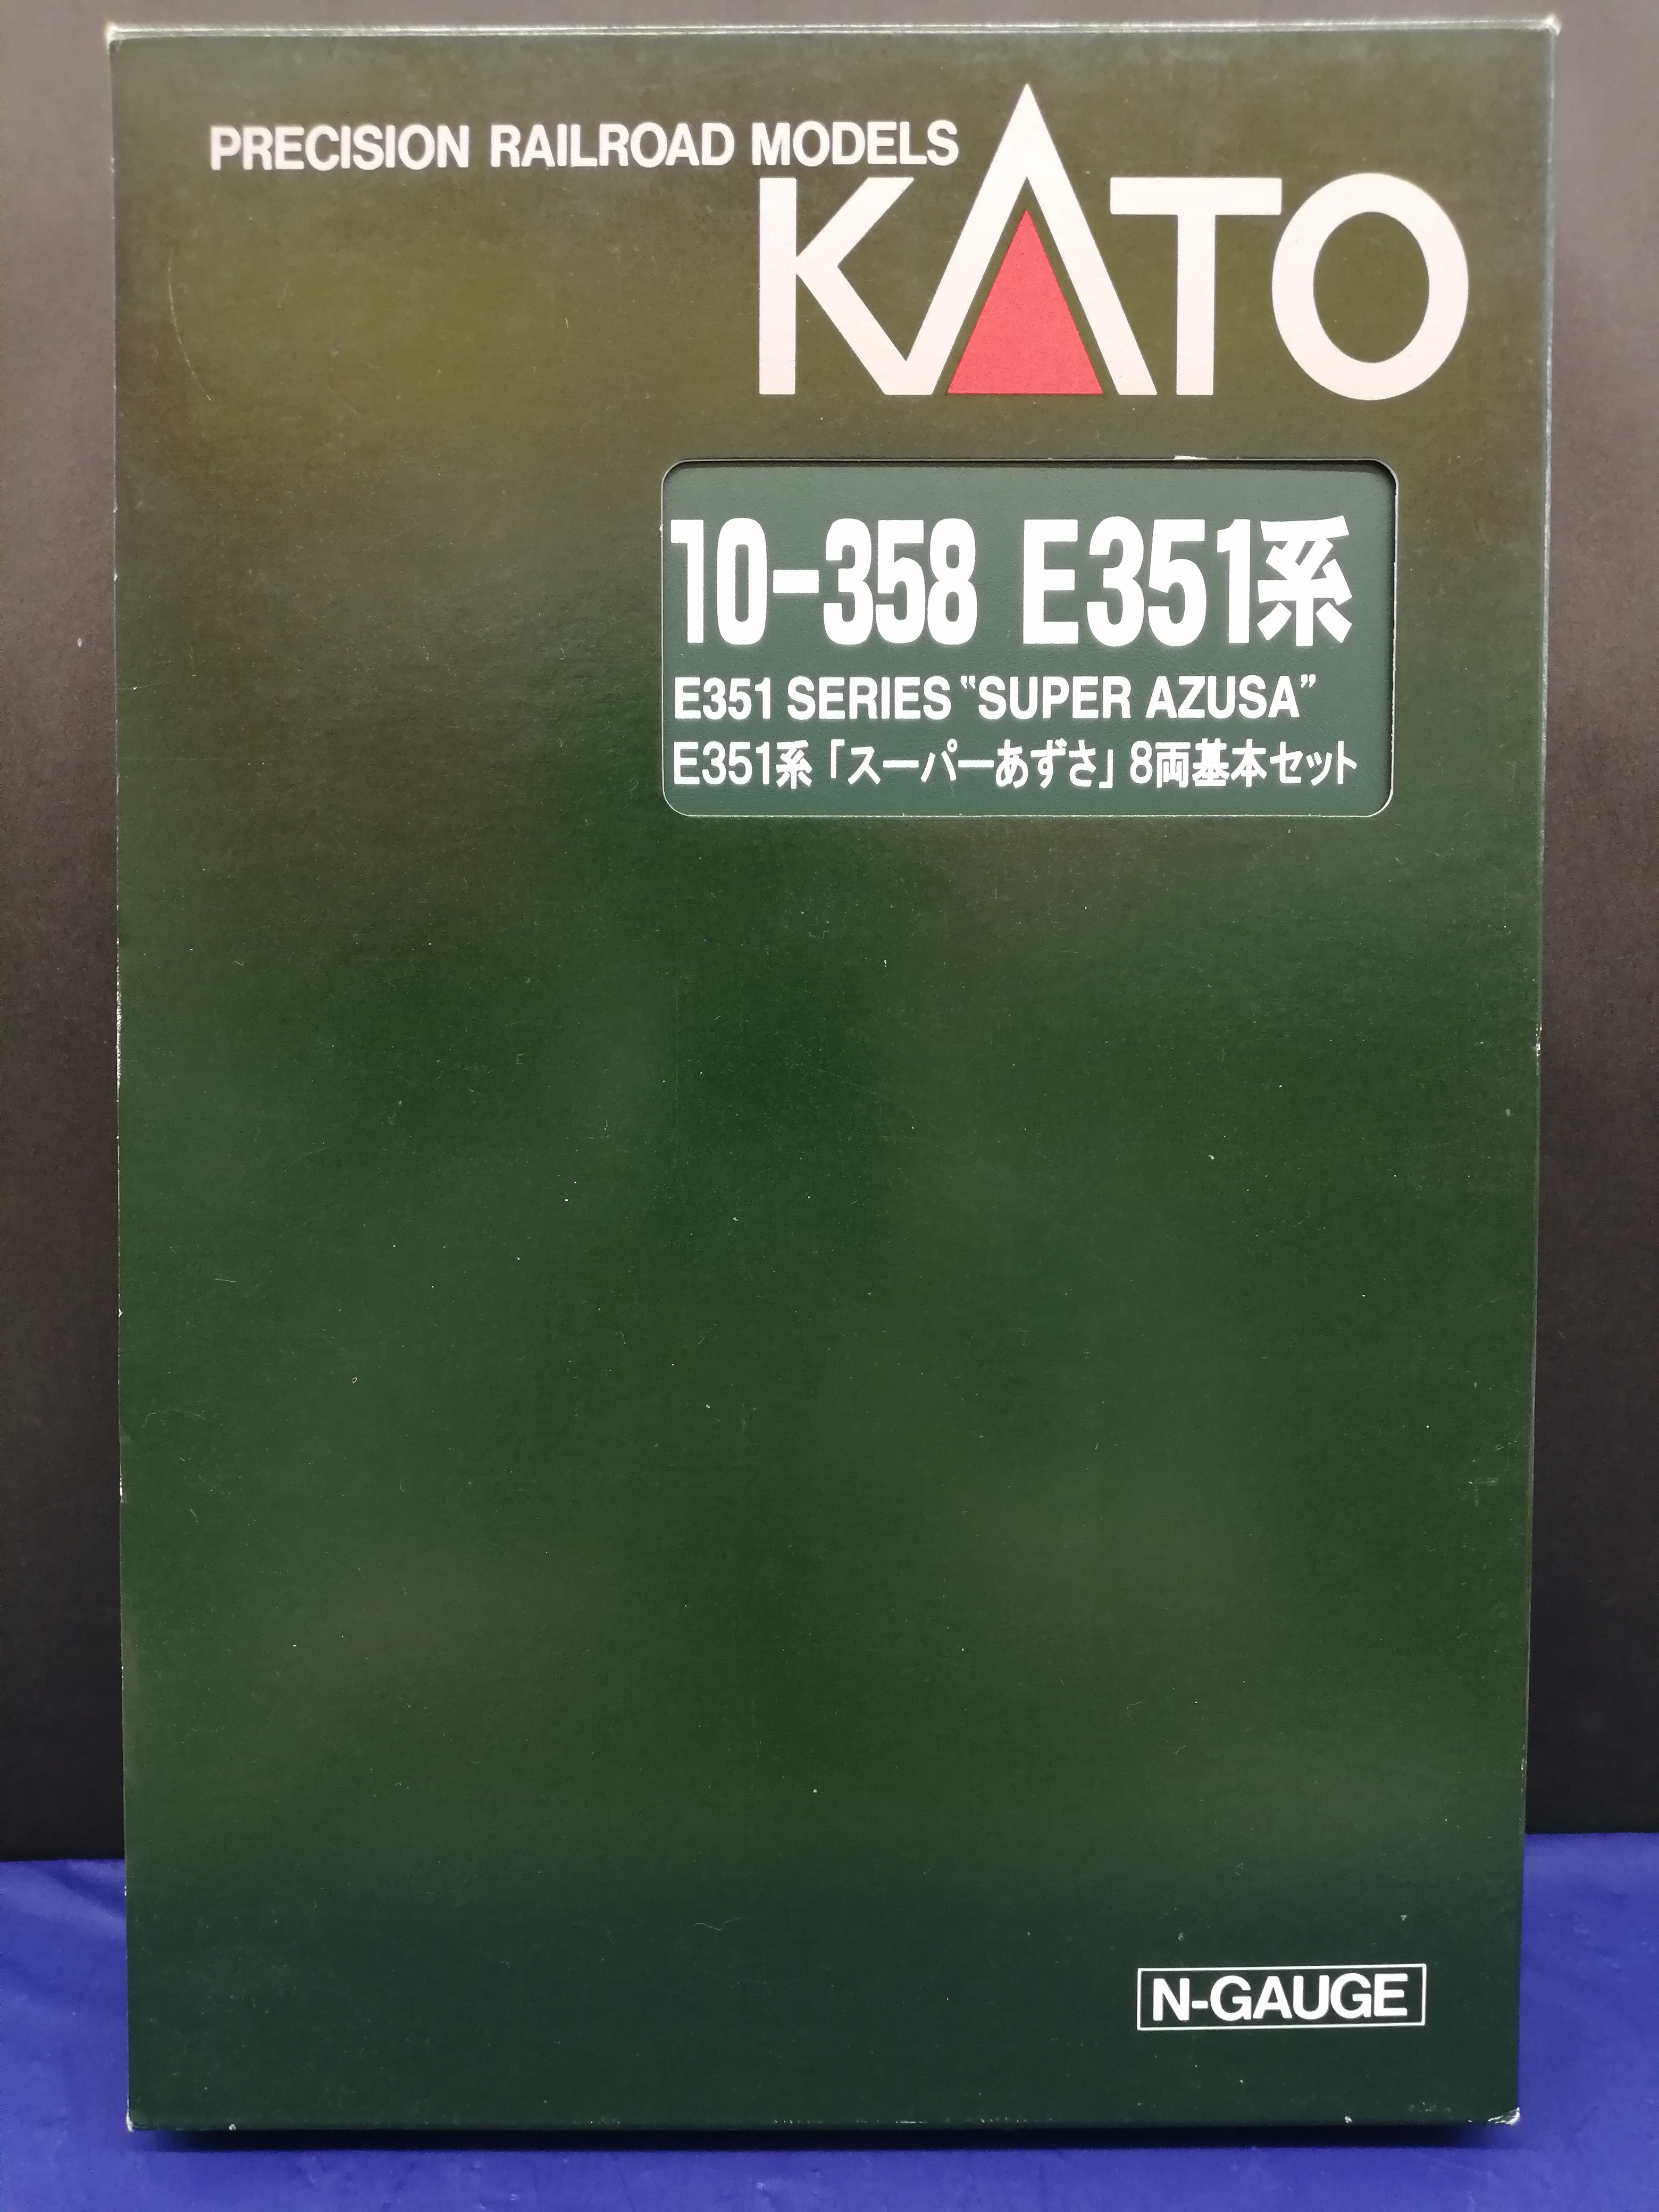 PRECISION RAILROAD MODELS
KATO
10-358 E351系
E351 SERIES “SUPER AZUSA”
E351系「スーパーあずさ」8両基本セット
N-GAUGE